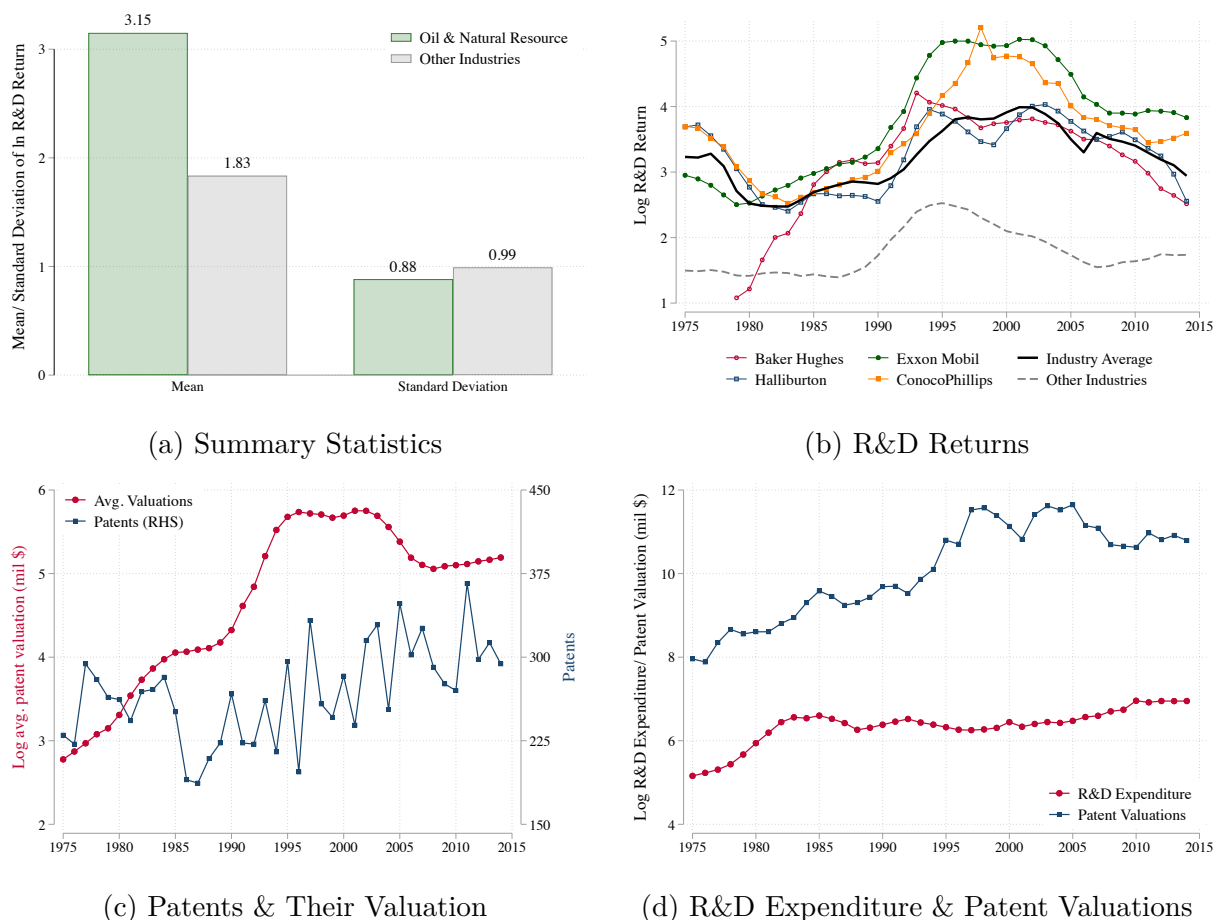 Mean/ Standard Deviation of ln R&D Return
3
2
1
0
3.15
1.83
0.88
0.99
Mean
Standard Deviation
Oil & Natural Resource
Other Industries
(a) Summary Statistics
Log R&D Return
5
4
3
2
1
1975 1980 1985 1990 1995 2000 2005 2010 2015
Baker Hughes Exxon Mobil Industry Average
Halliburton ConocoPhillips Other Industries
(b) R&D Returns
Log avg. patent valuation (mil $)
6
5
4
3
2
Avg. Valuations
Patents (RHS)
450
375
300
225
150
Patents
1975 1980 1985 1990 1995 2000 2005 2010 2015
(c) Patents & Their Valuation
Log R&D Expenditure/ Patent Valuation (mil $)
12
10
8
6
4
R&D Expenditure
Patent Valuations
1975 1980 1985 1990 1995 2000 2005 2010 2015
(d) R&D Expenditure & Patent Valuations